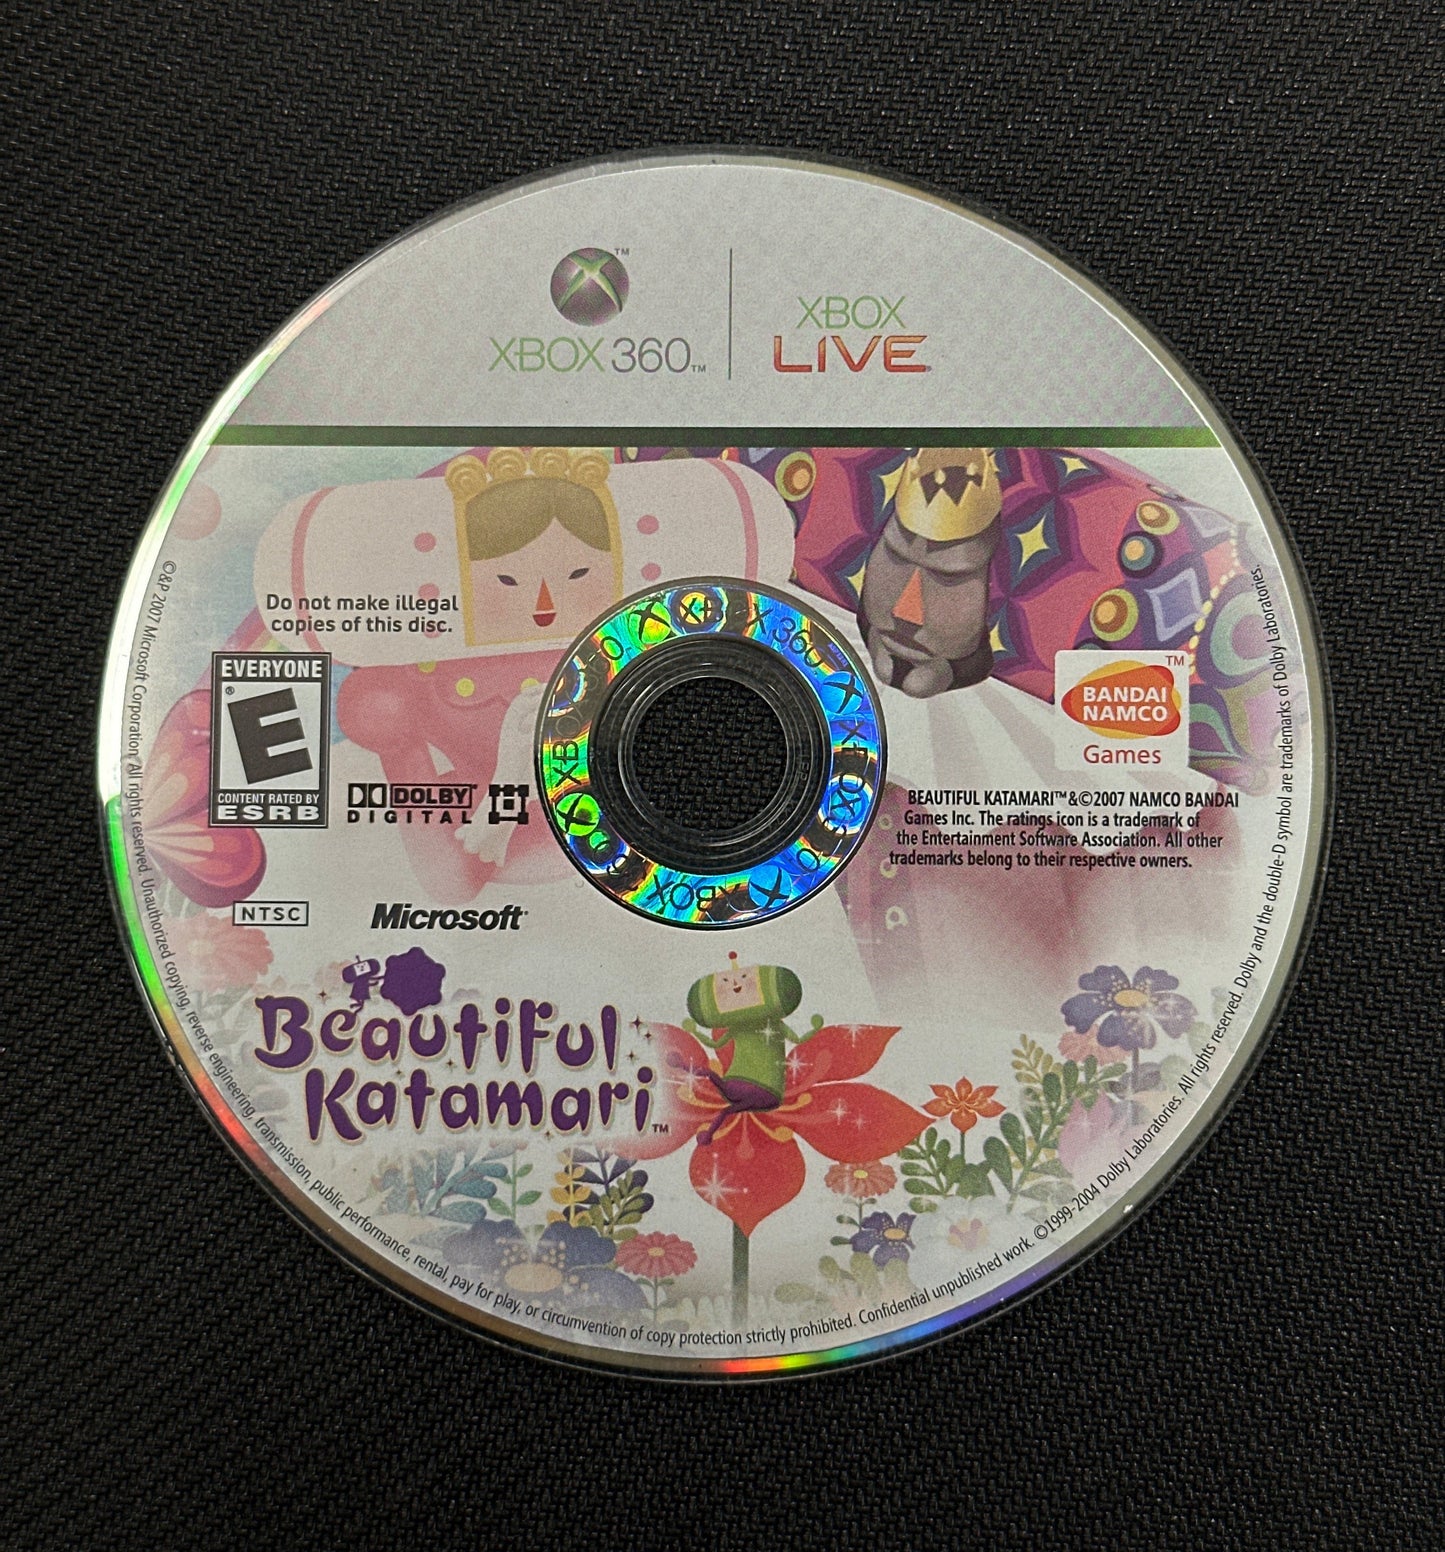 XBOX 360™
XBOX
LIVE®
Do not make illegal
copies of this disc.
EVERYONE
E®
CONTENT RATED BY
ESRB
DOLBY™
DIGITAL
BANDAI
NAMCO™
Games
BEAUTIFUL KATAMARI™&©2007 NAMCO BANDAI
Games Inc. The ratings icon is a trademark of
the Entertainment Software Association. All other
trademarks belong to their respective owners.
NTSC
Microsoft®
Beautiful
Katamari™
©&℗ 2007 Microsoft Corporation. All rights reserved. Unauthorized copying, reverse engineering, transmission, public performance, rental, pay for play, or circumvention of copy protection strictly prohibited. Confidential unpublished work. ©1999-2004 Dolby Laboratories. All rights reserved. Dolby and the double-D symbol are trademarks of Dolby Laboratories.